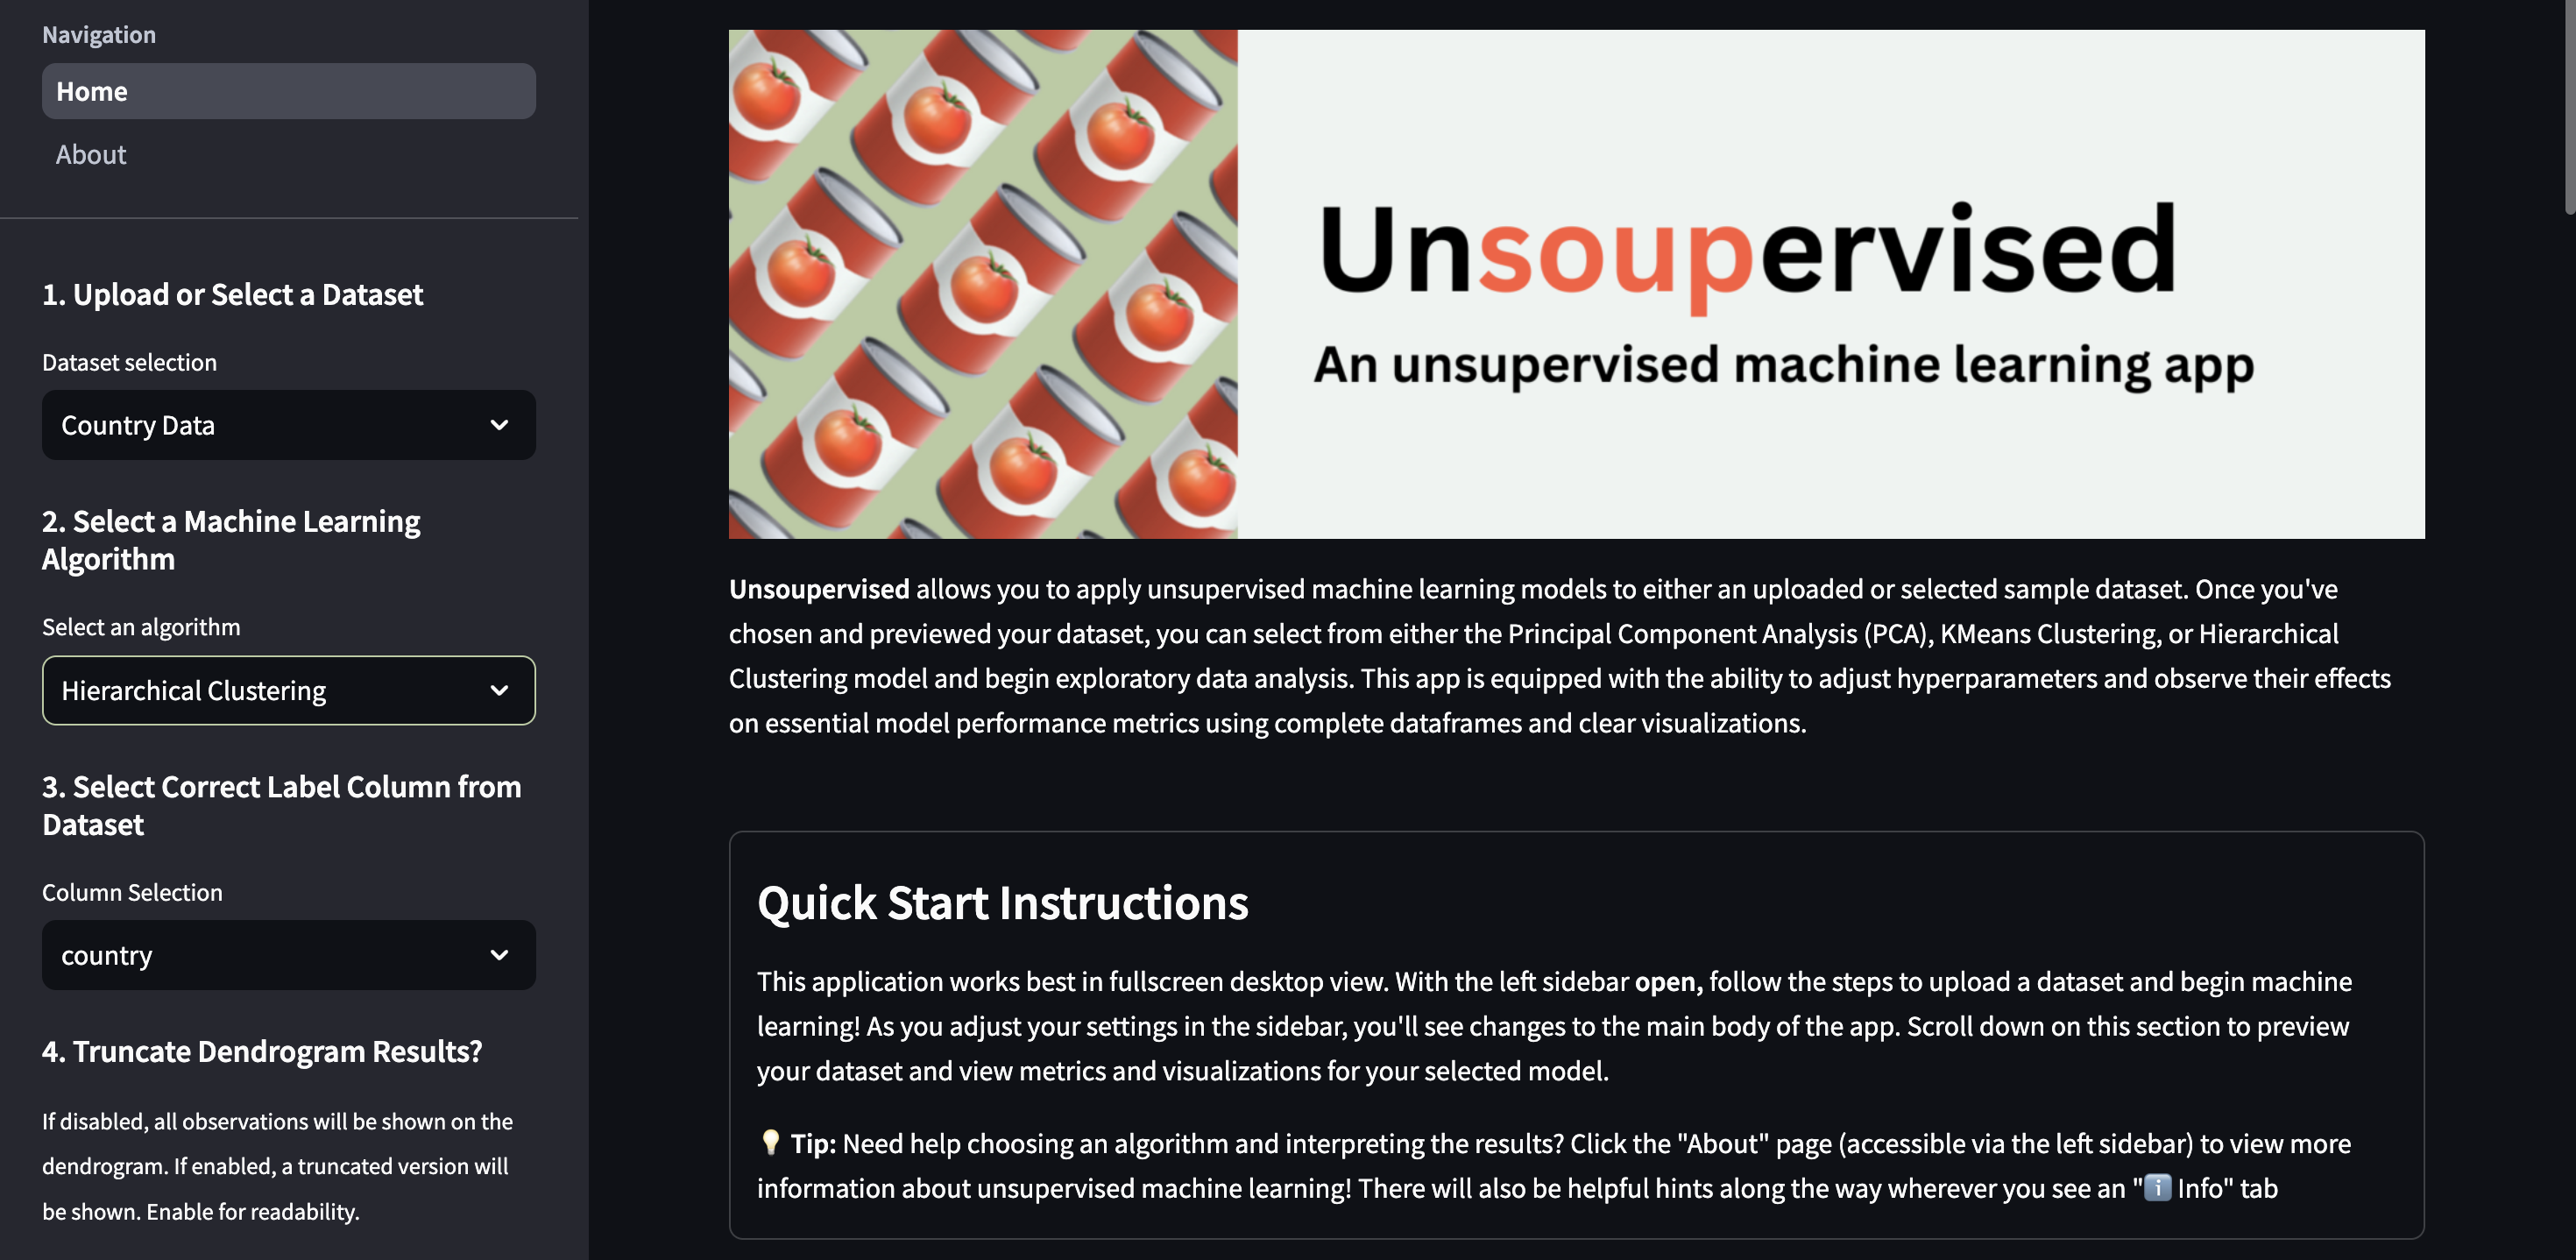 Navigation
Home
About
1. Upload or Select a Dataset
Dataset selection
Country Data
2. Select a Machine Learning
Algorithm
Select an algorithm
Hierarchical Clustering
3. Select Correct Label Column from
Dataset
Column Selection
country
4. Truncate Dendrogram Results?
If disabled, all observations will be shown on the
dendrogram. If enabled, a truncated version will
be shown. Enable for readability.
Unsoupervised
An unsupervised machine learning app
Unsoupervised allows you to apply unsupervised machine learning models to either an uploaded or selected sample dataset. Once you've
chosen and previewed your dataset, you can select from either the Principal Component Analysis (PCA), KMeans Clustering, or Hierarchical
Clustering model and begin exploratory data analysis. This app is equipped with the ability to adjust hyperparameters and observe their effects
on essential model performance metrics using complete dataframes and clear visualizations.
Quick Start Instructions
This application works best in fullscreen desktop view. With the left sidebar open, follow the steps to upload a dataset and begin machine
learning! As you adjust your settings in the sidebar, you'll see changes to the main body of the app. Scroll down on this section to preview
your dataset and view metrics and visualizations for your selected model.
💡 Tip: Need help choosing an algorithm and interpreting the results? Click the "About" page (accessible via the left sidebar) to view more
information about unsupervised machine learning! There will also be helpful hints along the way wherever you see an "ℹ️ Info" tab